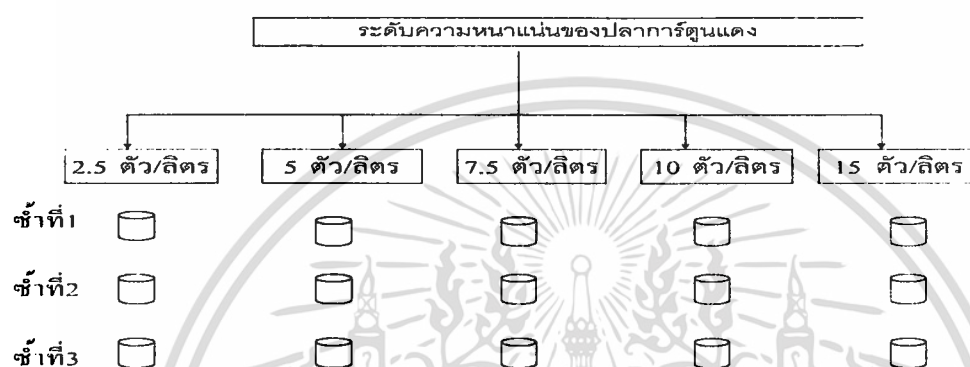 ระดับความหนาแน่นของปลาการ์ตูนแดง
2.5 ตัว/ลิตร 5 ตัว/ลิตร 7.5 ตัว/ลิตร 10 ตัว/ลิตร 15 ตัว/ลิตร
ซ้ำที่1
ซ้ำที่2
ซ้ำที่3